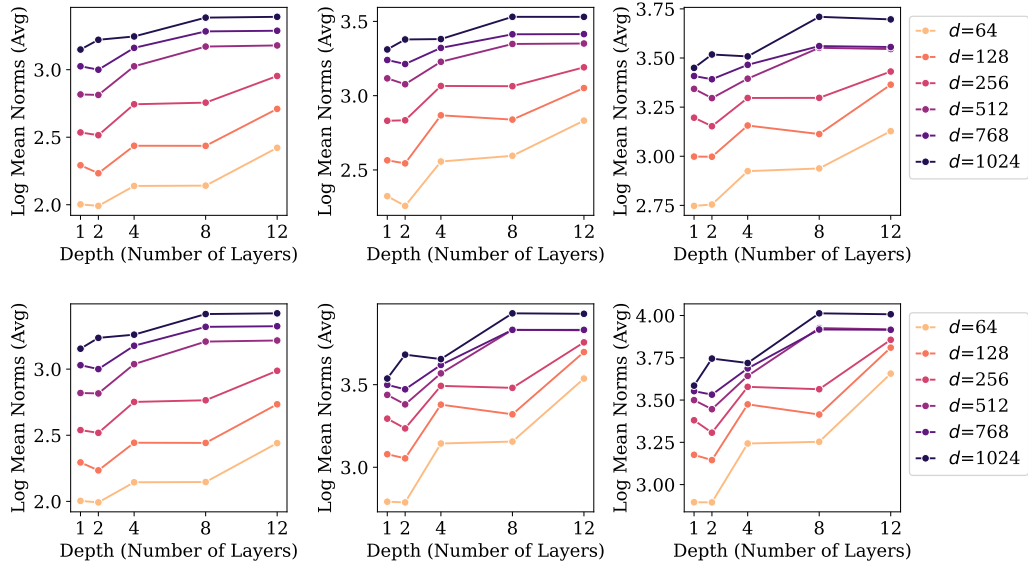 Log Mean Norms (Avg)
3.0
2.5
2.0
1 2 4 8 12
Depth (Number of Layers)
Log Mean Norms (Avg)
3.5
3.0
2.5
1 2 4 8 12
Depth (Number of Layers)
Log Mean Norms (Avg)
3.75
3.50
3.25
3.00
2.75
1 2 4 8 12
Depth (Number of Layers)
d=64
d=128
d=256
d=512
d=768
d=1024
Log Mean Norms (Avg)
3.0
2.5
2.0
1 2 4 8 12
Depth (Number of Layers)
Log Mean Norms (Avg)
3.5
3.0
1 2 4 8 12
Depth (Number of Layers)
Log Mean Norms (Avg)
4.00
3.75
3.50
3.25
3.00
1 2 4 8 12
Depth (Number of Layers)
d=64
d=128
d=256
d=512
d=768
d=1024